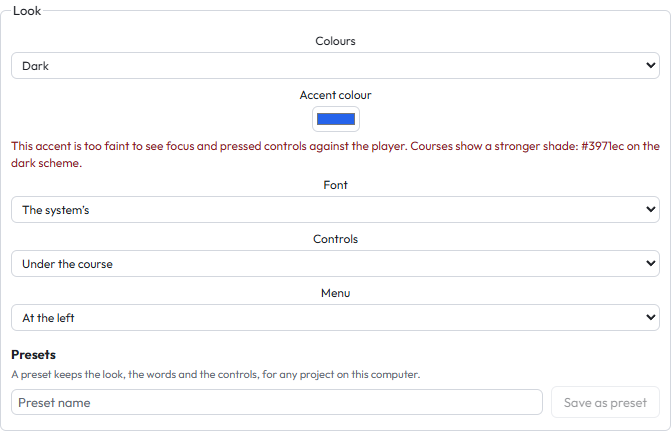 Look
Colours
Dark
Accent colour
This accent is too faint to see focus and pressed controls against the player. Courses show a stronger shade: #3971ec on the
dark scheme.
Font
The system's
Controls
Under the course
Menu
At the left
Presets
A preset keeps the look, the words and the controls, for any project on this computer.
Preset name
Save as preset